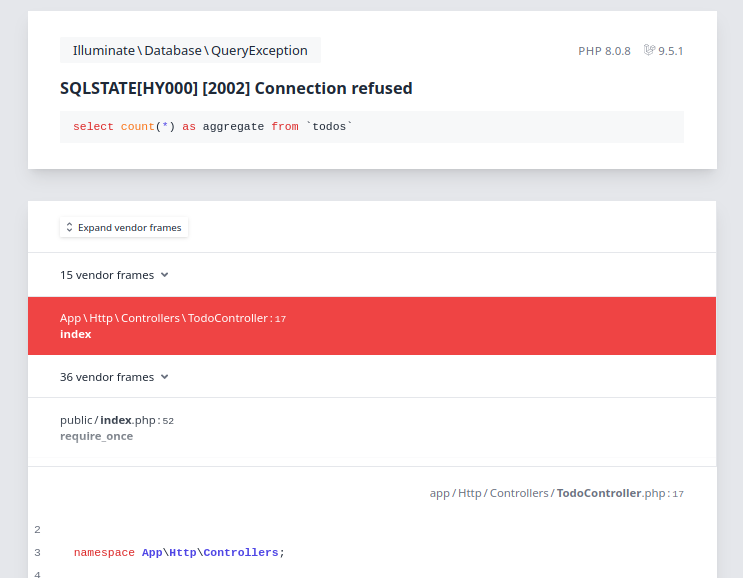 Illuminate\Database\QueryException
PHP 8.0.8 9.5.1
SQLSTATE[HY000] [2002] Connection refused
select count(*) as aggregate from `todos`
Expand vendor frames
15 vendor frames
App\Http\Controllers\TodoController:17
index
36 vendor frames
public/index.php:52
require_once
app/Http/Controllers/TodoController.php:17
2
3 namespace App\Http\Controllers;
4